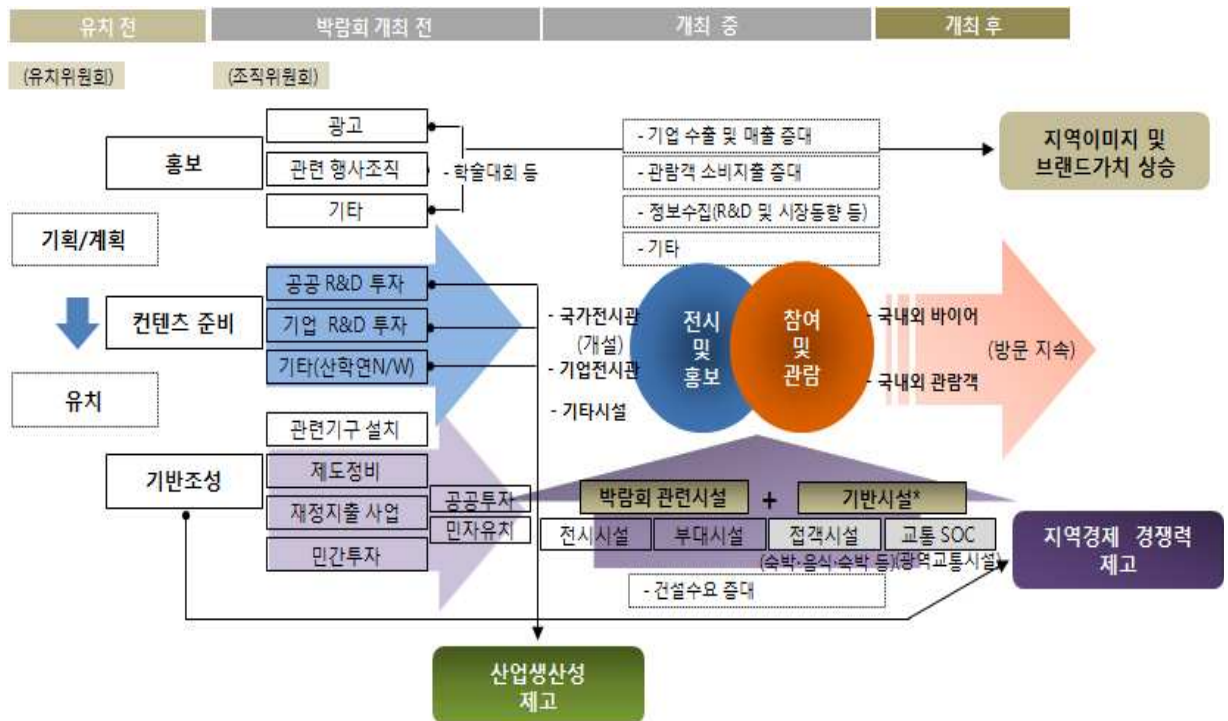 유치 전
박람회 개최 전
개최 중
개최 후
(유치위원회)
(조직위원회)
광고
홍보
관련 행사조직
- 학술대회 등
기타
- 기업 수출 및 매출 증대
- 관람객 소비지출 증대
- 정보수집(R&D 및 시장동향 등)
- 기타
지역이미지 및
브랜드가치 상승
기획/계획
유치
컨텐츠 준비
공공 R&D 투자
기업 R&D 투자
기타(산학연N/W)
- 국가전시관
(개설)
- 기업전시관
- 기타시설
전시
및
홍보
참여
및
관람
- 국내외 바이어
(방문 지속)
- 국내외 관람객
기반조성
관련기구 설치
제도정비
재정지출 사업
민간투자
공공투자
민자유치
박람회 관련시설
+
기반시설*
전시시설
부대시설
접객시설
교통 SOC
(숙박·음식·숙박 등)
(광역교통시설)
- 건설수요 증대
지역경제 경쟁력
제고
산업생산성
제고